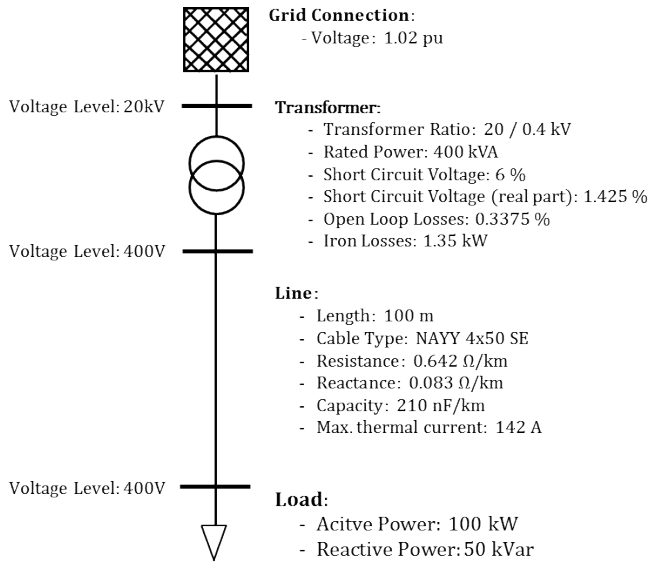 Grid Connection:
- Voltage: 1.02 pu
Voltage Level: 20kV
Transformer:
- Transformer Ratio: 20 / 0.4 kV
- Rated Power: 400 kVA
- Short Circuit Voltage: 6 %
- Short Circuit Voltage (real part): 1.425 %
- Open Loop Losses: 0.3375 %
- Iron Losses: 1.35 kW
Voltage Level: 400V
Line:
- Length: 100 m
- Cable Type: NAYY 4x50 SE
- Resistance: 0.642 Ω/km
- Reactance: 0.083 Ω/km
- Capacity: 210 nF/km
- Max. thermal current: 142 A
Voltage Level: 400V
Load:
- Acitve Power: 100 kW
- Reactive Power: 50 kVar